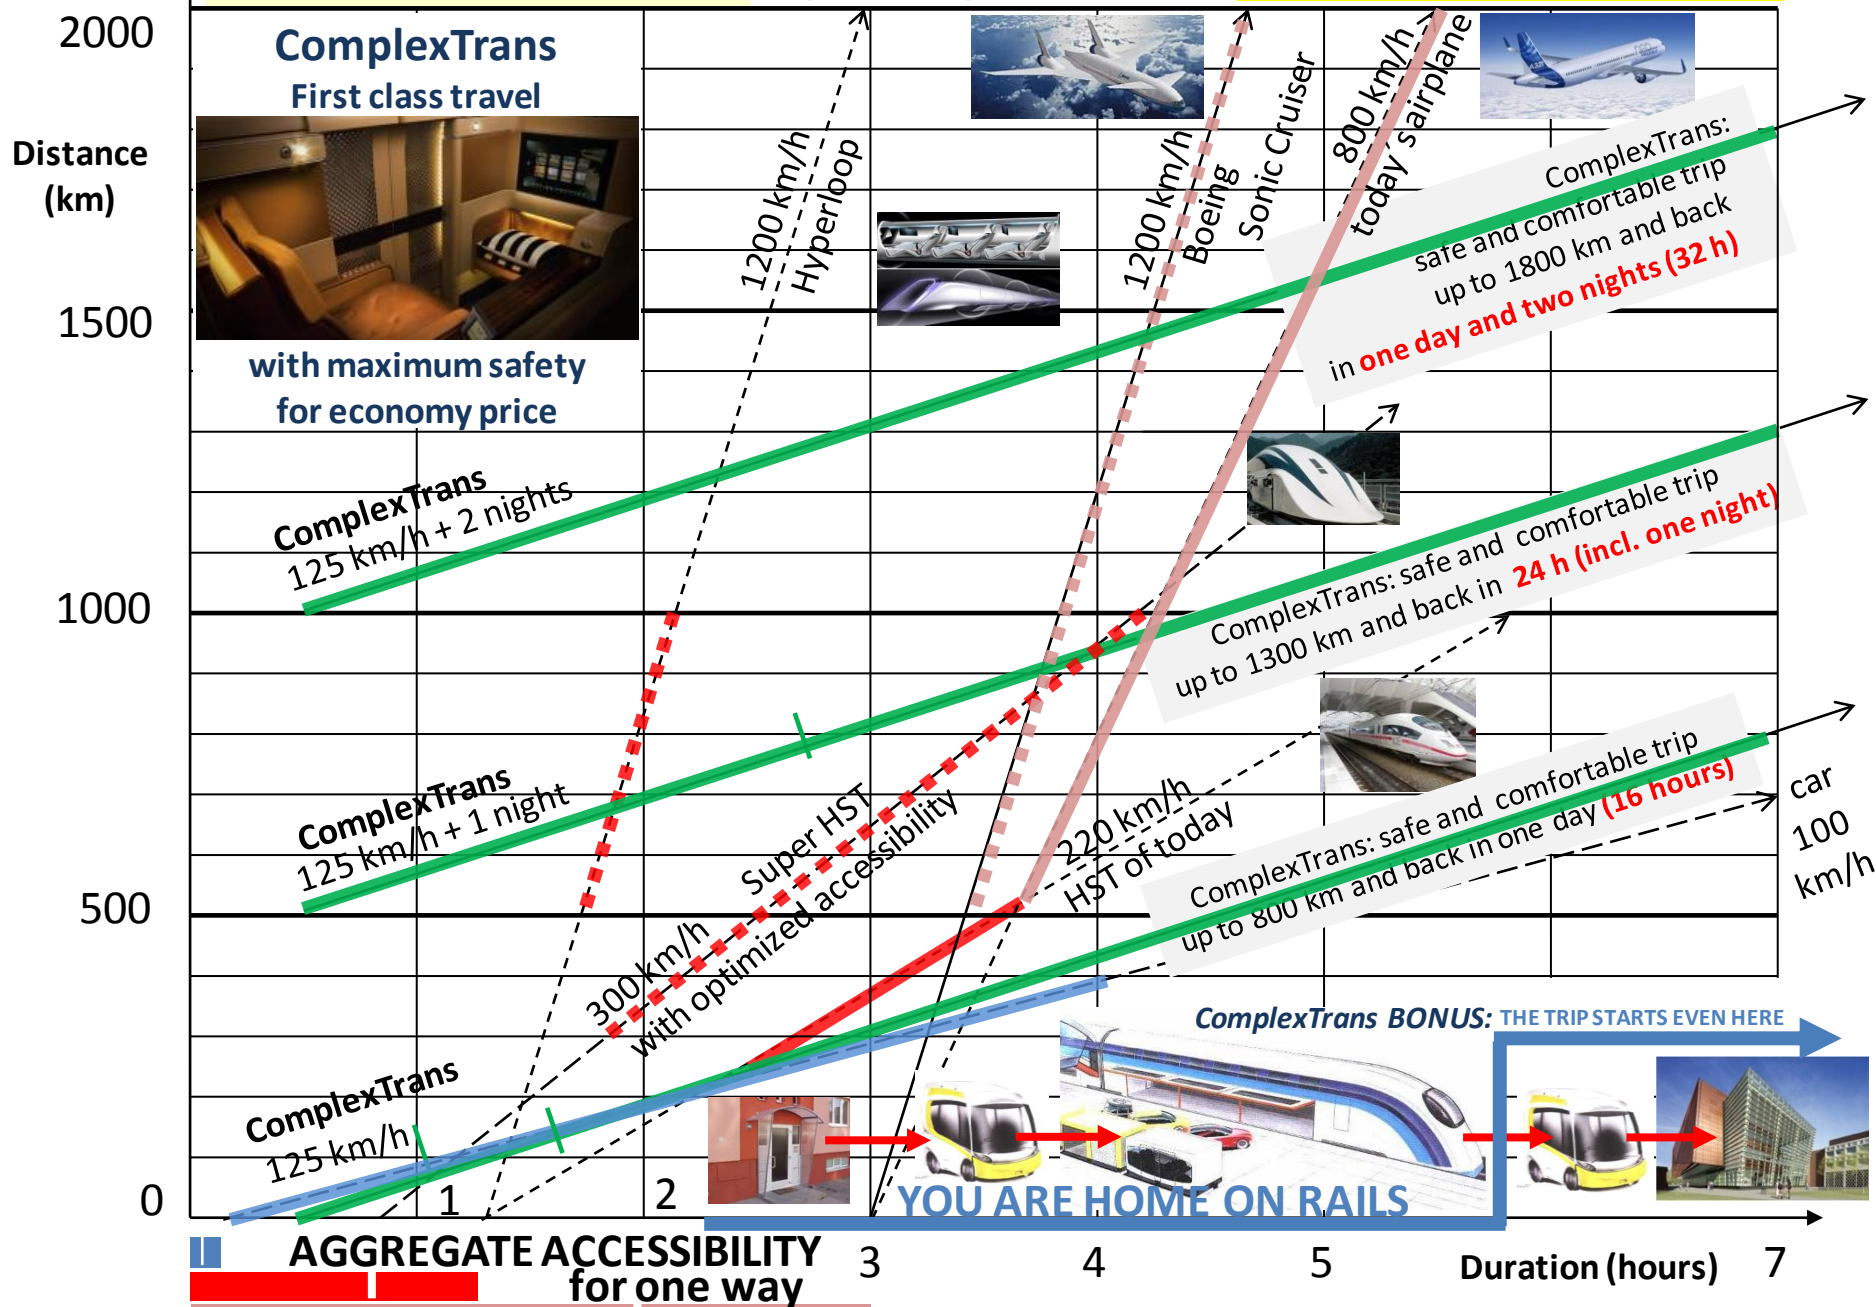 2000
1500
1000
500
0
Distance
(km)
ComplexTrans
First class travel
with maximum safety
for economy price
1200 km/h
Hyperloop
1200 km/h
Boeing
Sonic Cruiser
800 km/h
today's airplane
ComplexTrans:
safe and comfortable trip
up to 1800 km and back
in one day and two nights (32 h)
ComplexTrans
125 km/h + 2 nights
ComplexTrans: safe and comfortable trip
up to 1300 km and back in 24 h (incl. one night)
ComplexTrans
125 km/h + 1 night
300 km/h
Super HST
with optimized accessibility
220 km/h
HST of today
ComplexTrans: safe and comfortable trip
up to 800 km and back in one day (16 hours)
car
100
km/h
ComplexTrans
125 km/h
ComplexTrans BONUS: THE TRIP STARTS EVEN HERE
YOU ARE HOME ON RAILS
1
2
3
4
5
Duration (hours)
7
AGGREGATE ACCESSIBILITY
for one way